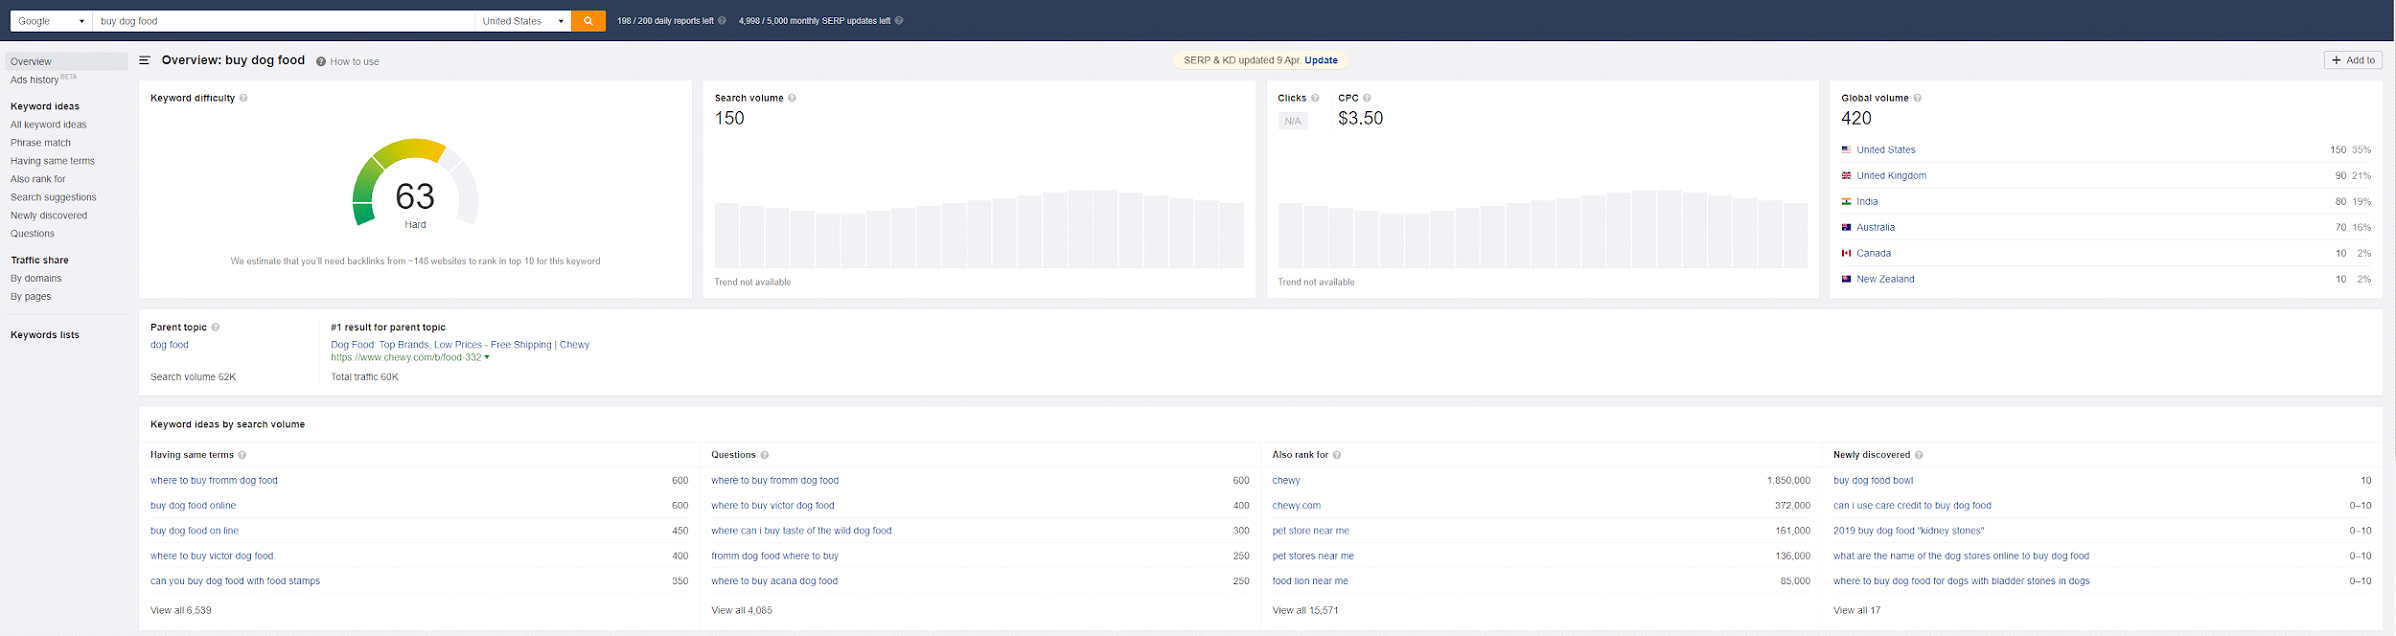 Google buy dog food United States 198 / 200 daily reports left 4,998 / 5,000 monthly SERP updates left
Overview
Ads history BETA
Keyword ideas
All keyword ideas
Phrase match
Having same terms
Also rank for
Search suggestions
Newly discovered
Questions
Traffic share
By domains
By pages
Keywords lists
Overview: buy dog food How to use SERP & KD updated 9 Apr. Update + Add to
Keyword difficulty
63
Hard
We estimate that you'll need backlinks from ~148 websites to rank in top 10 for this keyword
Search volume
150
Trend not available
Clicks CPC
N/A $3.50
Trend not available
Global volume
420
United States 150 35%
United Kingdom 90 21%
India 80 19%
Australia 70 16%
Canada 10 2%
New Zealand 10 2%
Parent topic
dog food
Search volume 62K
#1 result for parent topic
Dog Food: Top Brands, Low Prices - Free Shipping | Chewy
https://www.chewy.com/b/food-332
Total traffic 60K
Keyword ideas by search volume
Having same terms
where to buy fromm dog food 600
buy dog food online 600
buy dog food on line 450
where to buy victor dog food 400
can you buy dog food with food stamps 350
View all 6,539
Questions
where to buy fromm dog food 600
where to buy victor dog food 400
where can i buy taste of the wild dog food 300
fromm dog food where to buy 250
where to buy acana dog food 250
View all 4,085
Also rank for
chewy 1,850,000
chewy.com 372,000
pet store near me 161,000
pet stores near me 136,000
food lion near me 85,000
View all 15,571
Newly discovered
buy dog food bowl 10
can i use care credit to buy dog food 0–10
2019 buy dog food "kidney stones" 0–10
what are the name of the dog stores online to buy dog food 0–10
where to buy dog food for dogs with bladder stones in dogs 0–10
View all 17